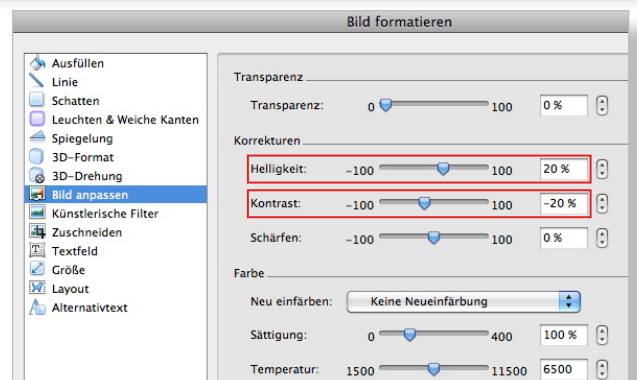 Bild formatieren
Ausfüllen
Linie
Schatten
Leuchten & Weiche Kanten
Spiegelung
3D-Format
3D-Drehung
Bild anpassen
Künstlerische Filter
Zuschneiden
Textfeld
Größe
Layout
Alternativtext
Transparenz
Transparenz: 0 100 0 %
Korrekturen
Helligkeit: -100 100 20 %
Kontrast: -100 100 -20 %
Schärfen: -100 100 0 %
Farbe
Neu einfärben: Keine Neueinfärbung
Sättigung: 0 400 100 %
Temperatur: 1500 11500 6500